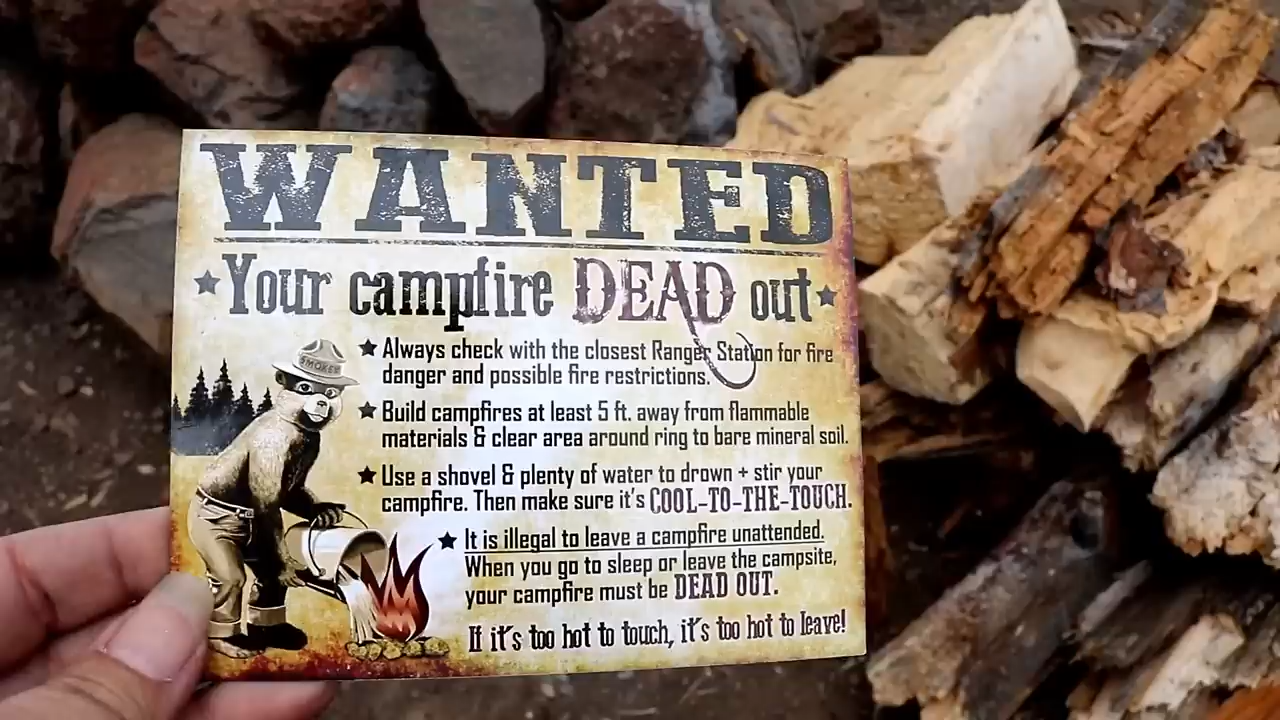 WANTED
Your campfire DEAD out
SMOKEY
Always check with the closest Ranger Station for fire
danger and possible fire restrictions.
Build campfires at least 5 ft. away from flammable
materials & clear area around ring to bare mineral soil.
Use a shovel & plenty of water to drown + stir your
campfire. Then make sure it's COOL-TO-THE-TOUCH.
It is illegal to leave a campfire unattended.
When you go to sleep or leave the campsite,
your campfire must be DEAD OUT.
If it's too hot to touch, it's too hot to leave!